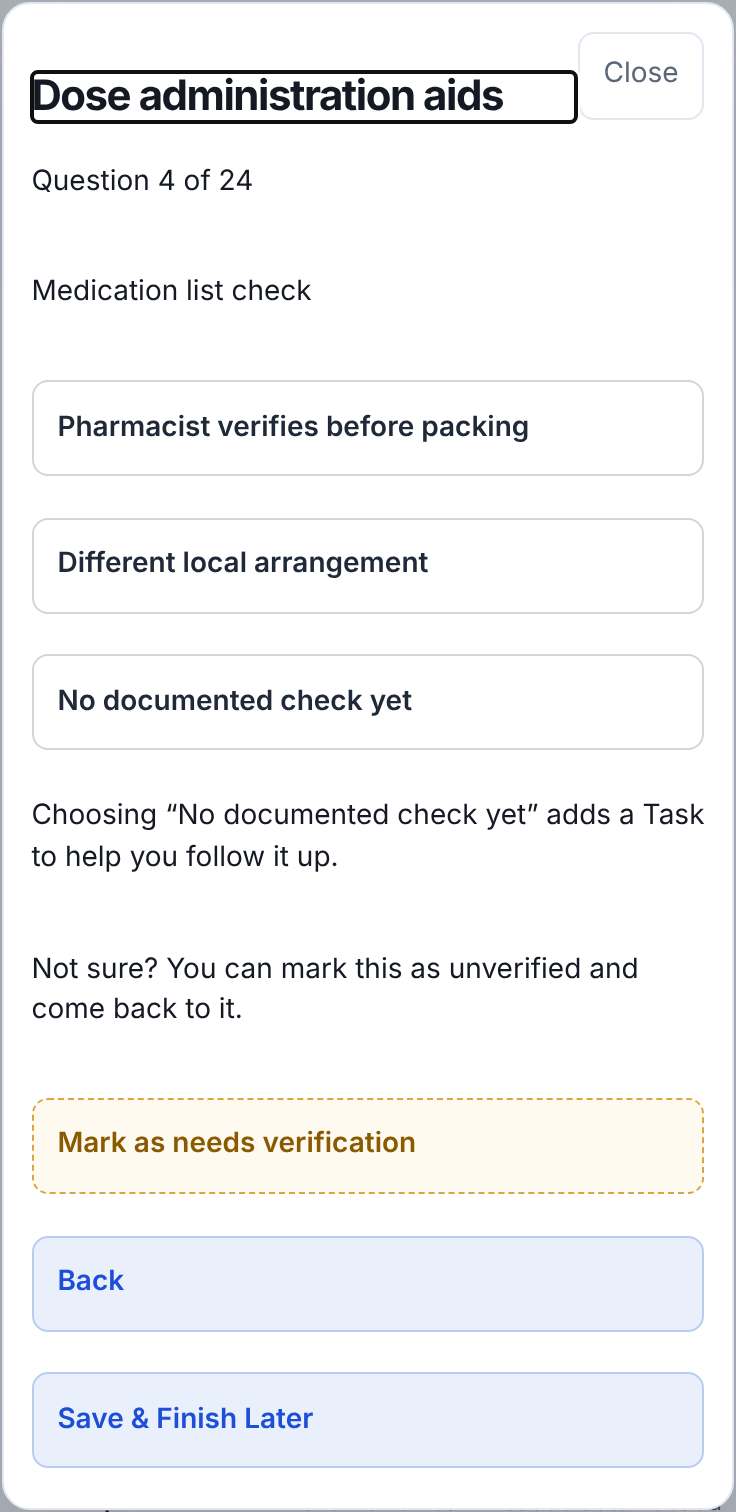 Dose administration aids
Close
Question 4 of 24
Medication list check
Pharmacist verifies before packing
Different local arrangement
No documented check yet
Choosing “No documented check yet” adds a Task
to help you follow it up.
Not sure? You can mark this as unverified and
come back to it.
Mark as needs verification
Back
Save & Finish Later